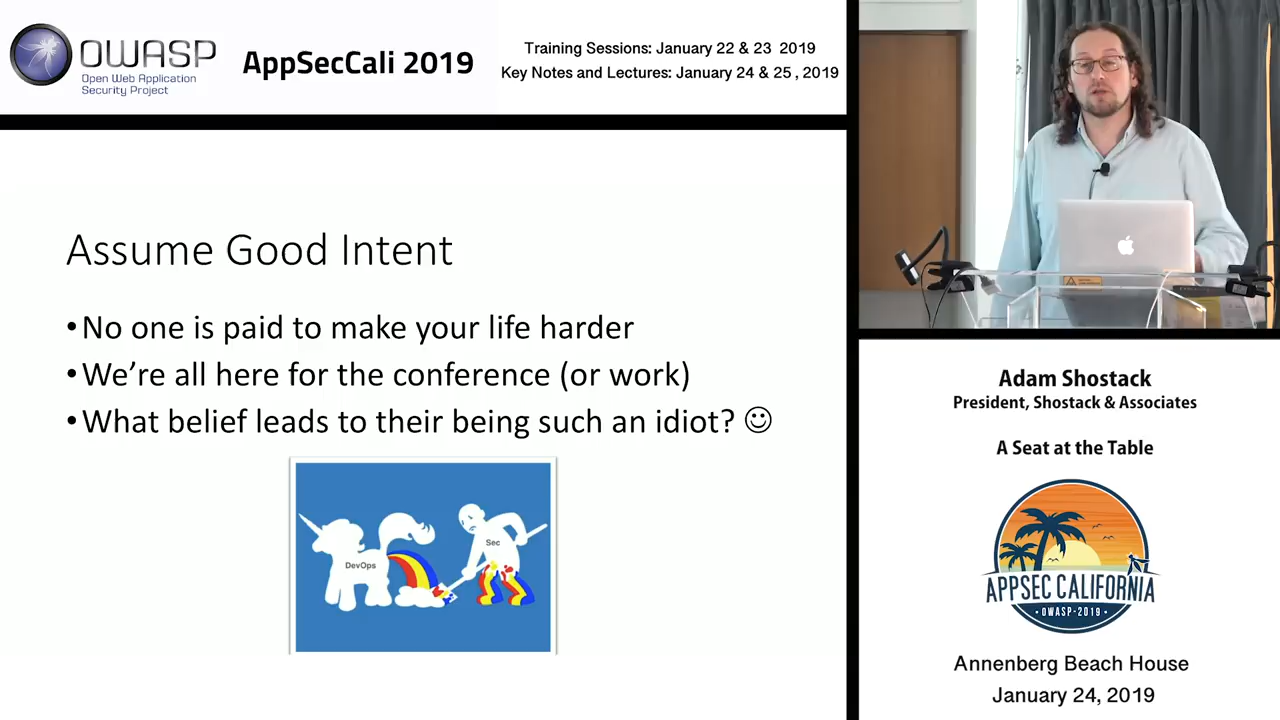 OWASP
Open Web Application
Security Project
AppSecCali 2019
Training Sessions: January 22 & 23 2019
Key Notes and Lectures: January 24 & 25, 2019
Assume Good Intent
•No one is paid to make your life harder
•We’re all here for the conference (or work)
•What belief leads to their being such an idiot? ☺
DevOps
Sec
Adam Shostack
President, Shostack & Associates
A Seat at the Table
APPSEC CALIFORNIA
•OWASP-2019•
Annenberg Beach House
January 24, 2019